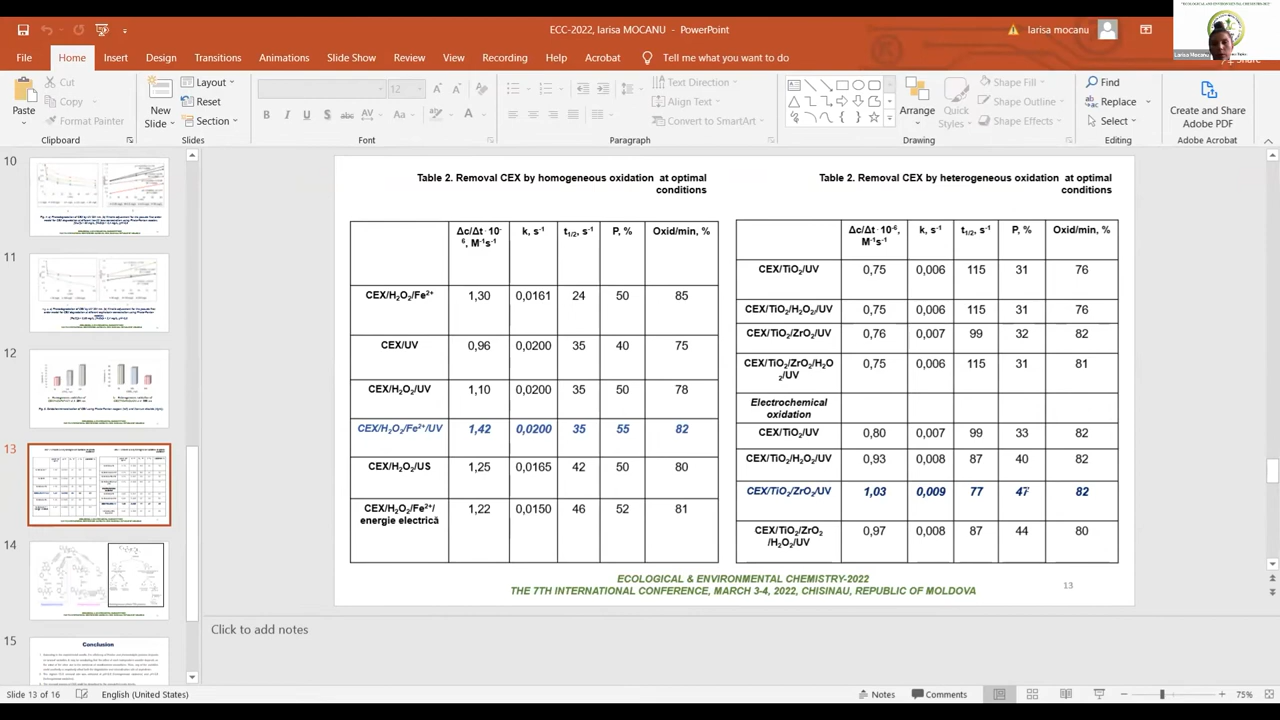 ECC-2022, larisa MOCANU - PowerPoint
larisa mocanu
Larisa Mocanu
Share
File Home Insert Design Transitions Animations Slide Show Review View Recording Help Acrobat Tell me what you want to do
Paste
Cut
Copy
Format Painter
Clipboard
New Slide
Layout
Reset
Section
Slides
12
Font
Paragraph
Text Direction
Align Text
Convert to SmartArt
Arrange
Quick Styles
Shape Fill
Shape Outline
Shape Effects
Drawing
Find
Replace
Select
Editing
Create and Share Adobe PDF
Adobe Acrobat
10
11
12
13
14
15
Conclusion
Table 2. Removal CEX by homogeneous oxidation at optimal
conditions
Δc/Δt 10⁻⁶, M⁻¹s⁻¹ k, s⁻¹ t1/2, s⁻¹ P, % Oxid/min, %
CEX/H₂O₂/Fe²⁺ 1,30 0,0161 24 50 85
CEX/UV 0,96 0,0200 35 40 75
CEX/H₂O₂/UV 1,10 0,0200 35 50 78
CEX/H₂O₂/Fe²⁺/UV 1,42 0,0200 35 55 82
CEX/H₂O₂/US 1,25 0,0163 42 50 80
CEX/H₂O₂/Fe²⁺/ energie electrică 1,22 0,0150 46 52 81
Table 2. Removal CEX by heterogeneous oxidation at optimal
conditions
Δc/Δt 10⁻⁶, M⁻¹s⁻¹ k, s⁻¹ t1/2, s⁻¹ P, % Oxid/min, %
CEX/TiO₂/UV 0,75 0,006 115 31 76
CEX/TiO₂/H₂O₂/UV 0,75 0,006 115 31 76
CEX/TiO₂/ZrO₂/UV 0,76 0,007 99 32 82
CEX/TiO₂/ZrO₂/H₂O₂/UV 0,75 0,006 115 31 81
Electrochemical oxidation
CEX/TiO₂/UV 0,80 0,007 99 33 82
CEX/TiO₂/H₂O₂/UV 0,93 0,008 87 40 82
CEX/TiO₂/ZrO₂/UV 1,03 0,009 77 47 82
CEX/TiO₂/ZrO₂/H₂O₂/UV 0,97 0,008 87 44 80
ECOLOGICAL & ENVIRONMENTAL CHEMISTRY-2022
THE 7TH INTERNATIONAL CONFERENCE, MARCH 3-4, 2022, CHISINAU, REPUBLIC OF MOLDOVA
13
Click to add notes
Slide 13 of 16 English (United States) Notes Comments 75%